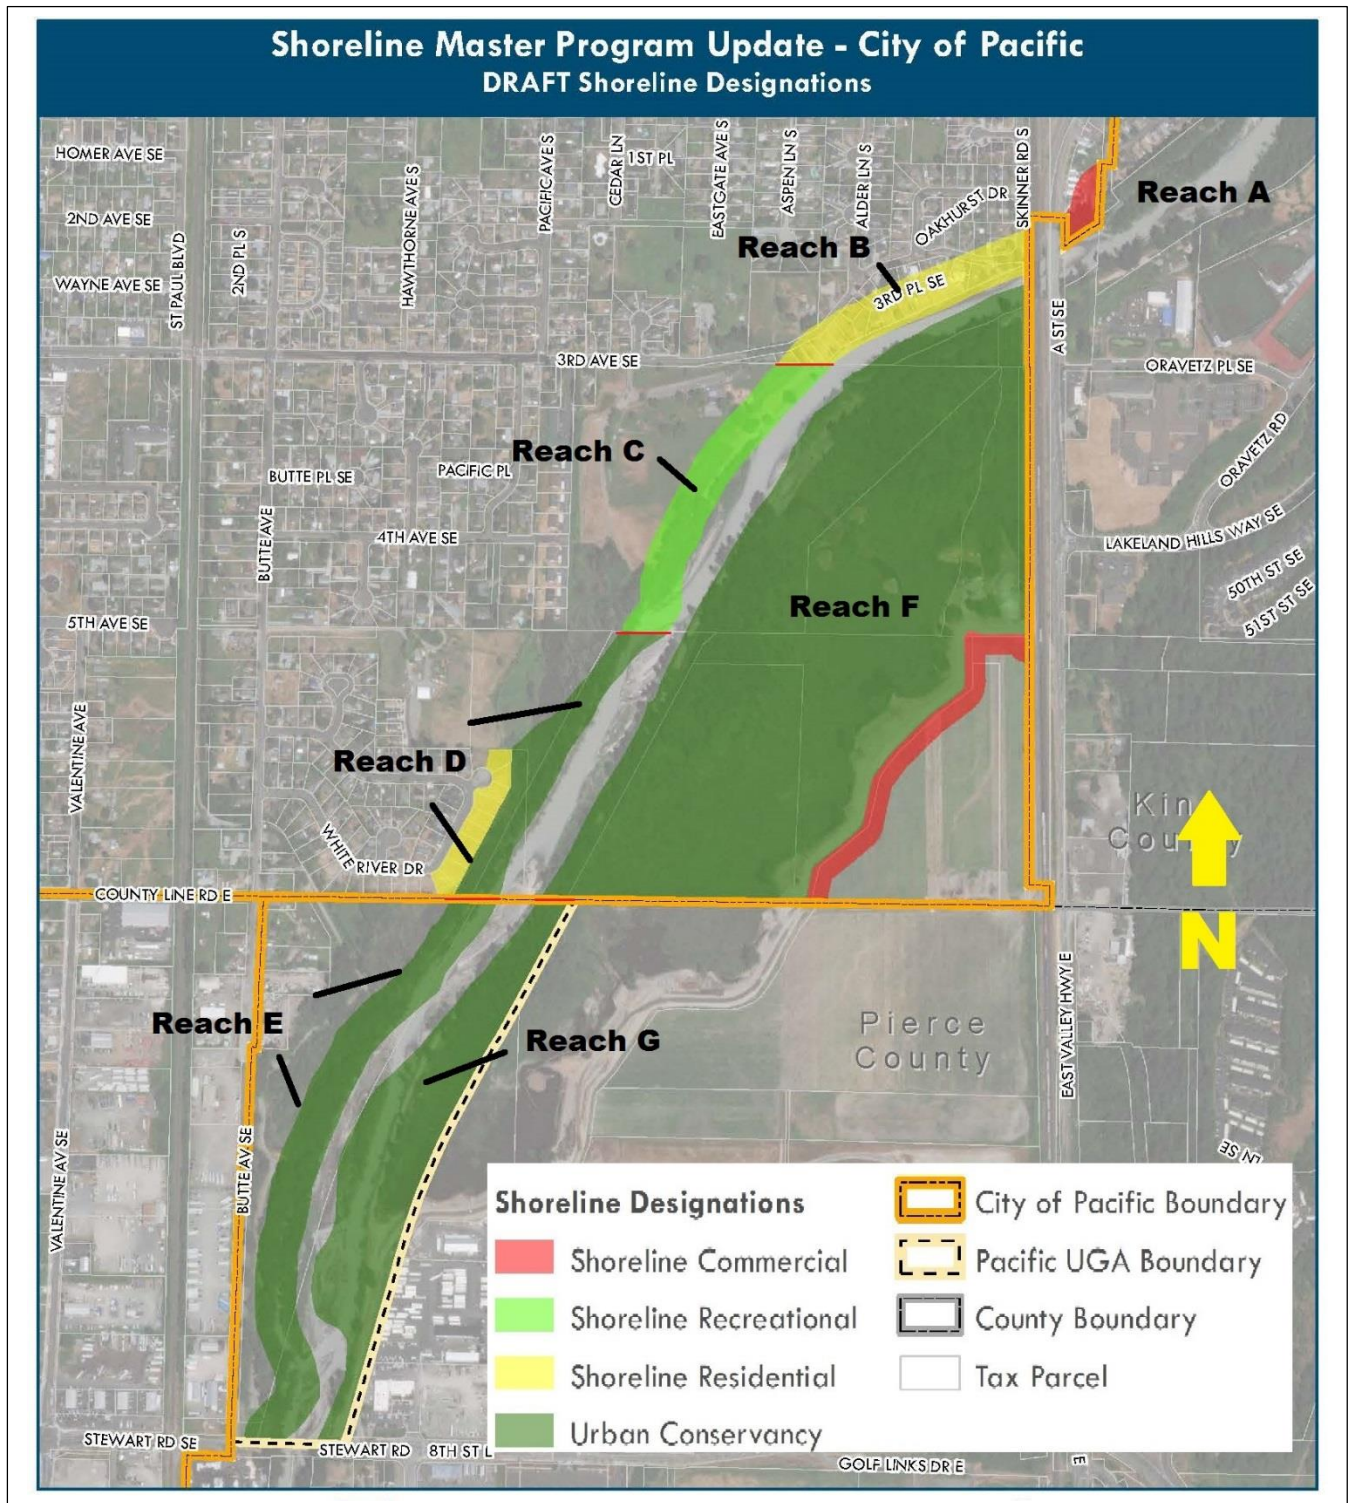 Shoreline Master Program Update - City of Pacific
DRAFT Shoreline Designations
HOMER AVE SE
2ND AVE SE
WAYNE AVE SE
ST PAUL BLVD
2ND PL S
HAWTHORNE AVE S
PACIFIC AVE S
CEDAR LN
1ST PL
EASTGATE AVE S
ASPEN LN S
ALDER LN S
OAKHURST DR
SKINNER RD S
Reach A
Reach B
3RD PL SE
3RD AVE SE
A ST SE
ORAVETZ PL SE
ORAVETZ RD
Reach C
BUTTE PL SE
PACIFIC PL
4TH AVE SE
BUTTE AVE
LAKELAND HILLS WAY SE
50TH ST SE
51ST ST SE
5TH AVE SE
Reach F
VALENTINE AVE
Reach D
WHITE RIVER DR
King
County
N
COUNTY LINE RD E
Reach E
Reach G
Pierce
County
EAST VALLEY HWY E
VALENTINE AV SE
BUTTE AV SE
LN SE
Shoreline Designations
Shoreline Commercial
Shoreline Recreational
Shoreline Residential
Urban Conservancy
City of Pacific Boundary
Pacific UGA Boundary
County Boundary
Tax Parcel
STEWART RD SE
STEWART RD
8TH ST
GOLF LINKS DR E
E